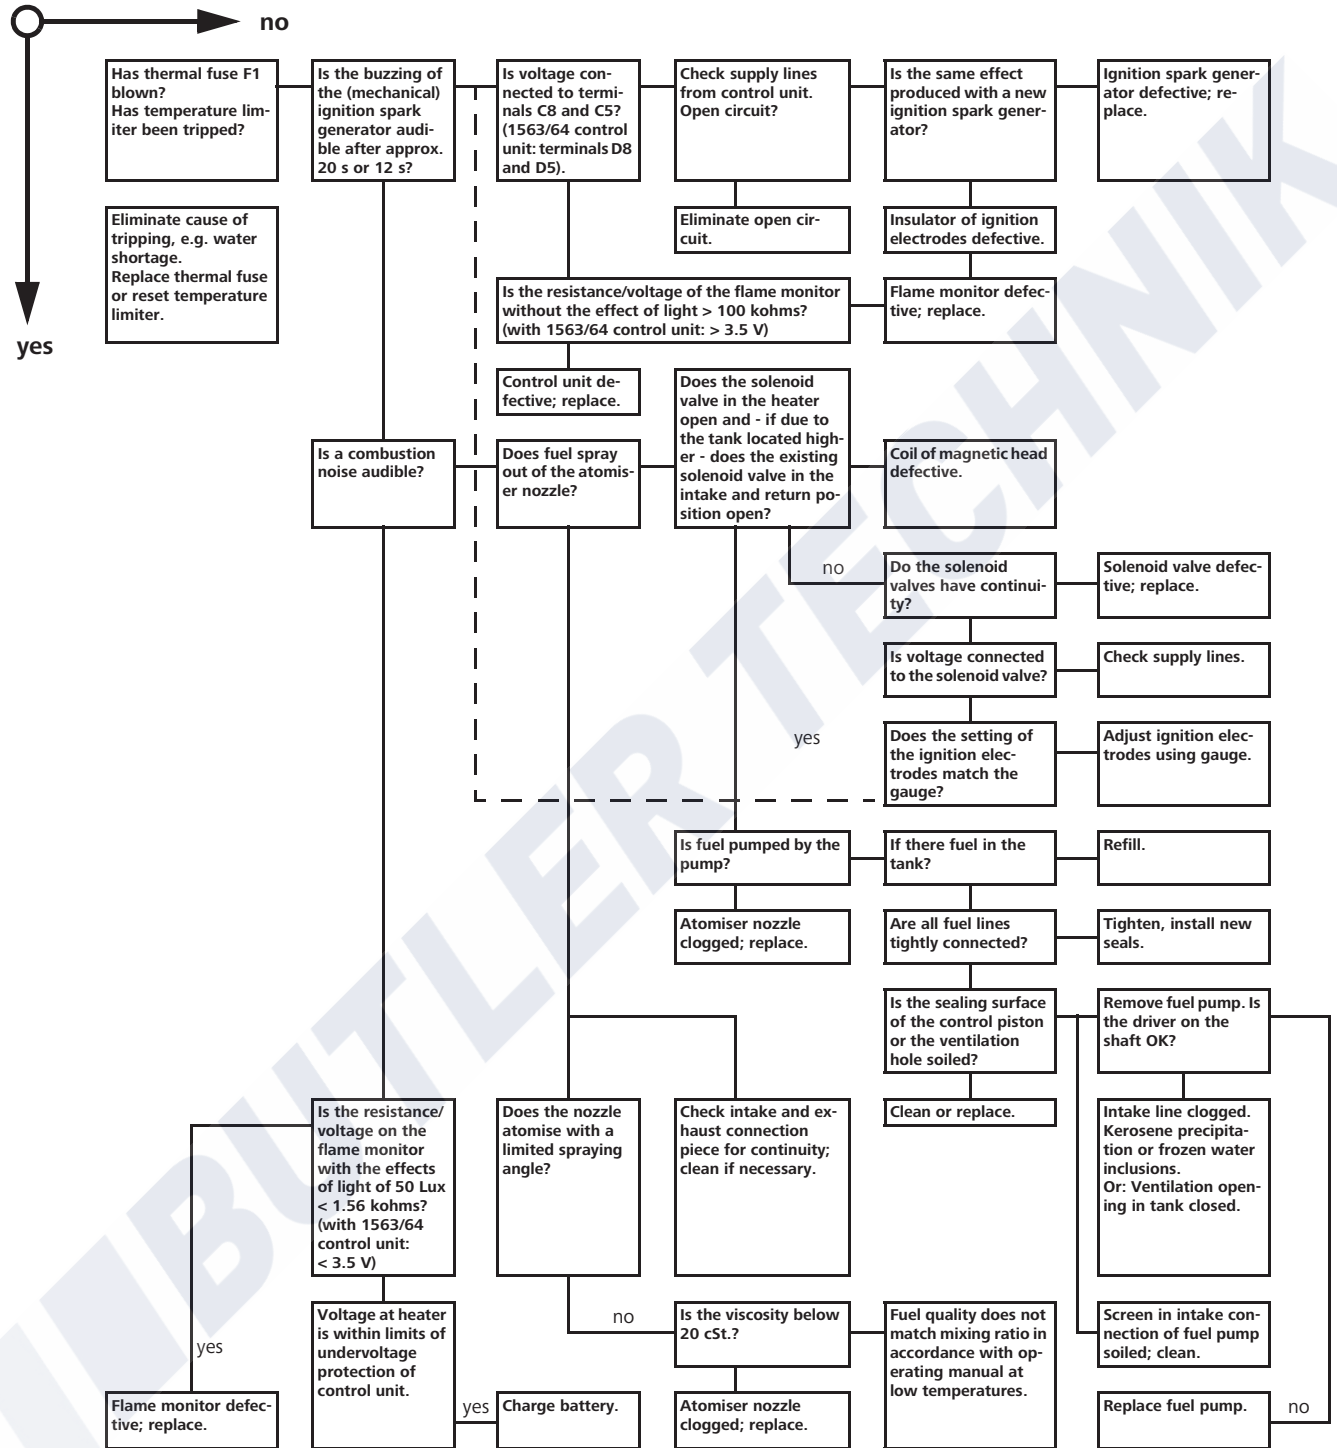 no
yes
Has thermal fuse F1
blown?
Has temperature lim-
iter been tripped?
Is the buzzing of
the (mechanical)
ignition spark
generator audi-
ble after approx.
20 s or 12 s?
Is voltage con-
nected to termi-
nals C8 and C5?
(1563/64 control
unit: terminals D8
and D5).
Check supply lines
from control unit.
Open circuit?
Is the same effect
produced with a new
ignition spark gener-
ator?
Ignition spark gener-
ator defective; re-
place.
Eliminate cause of
tripping, e.g. water
shortage.
Replace thermal fuse
or reset temperature
limiter.
Eliminate open cir-
cuit.
Insulator of ignition
electrodes defective.
Is the resistance/voltage of the flame monitor
without the effect of light > 100 kohms?
(with 1563/64 control unit: > 3.5 V)
Flame monitor defec-
tive; replace.
Control unit de-
fective; replace.
Does the solenoid
valve in the heater
open and - if due to
the tank located high-
er - does the existing
solenoid valve in the
intake and return po-
sition open?
Is a combustion
noise audible?
Does fuel spray
out of the atomis-
er nozzle?
Coil of magnetic head
defective.
no
Do the solenoid
valves have continui-
ty?
Solenoid valve defec-
tive; replace.
Is voltage connected
to the solenoid valve?
Check supply lines.
yes
Does the setting of
the ignition elec-
trodes match the
gauge?
Adjust ignition elec-
trodes using gauge.
Is fuel pumped by the
pump?
If there fuel in the
tank?
Refill.
Atomiser nozzle
clogged; replace.
Are all fuel lines
tightly connected?
Tighten, install new
seals.
Is the sealing surface
of the control piston
or the ventilation
hole soiled?
Remove fuel pump. Is
the driver on the
shaft OK?
Is the resistance/
voltage on the
flame monitor
with the effects
of light of 50 Lux
< 1.56 kohms?
(with 1563/64
control unit:
< 3.5 V)
Does the nozzle
atomise with a
limited spraying
angle?
Check intake and ex-
haust connection
piece for continuity;
clean if necessary.
Clean or replace.
Intake line clogged.
Kerosene precipita-
tion or frozen water
inclusions.
Or: Ventilation open-
ing in tank closed.
yes
Voltage at heater
is within limits of
undervoltage
protection of
control unit.
no
Is the viscosity below
20 cSt.?
Fuel quality does not
match mixing ratio in
accordance with op-
erating manual at
low temperatures.
Screen in intake con-
nection of fuel pump
soiled; clean.
Flame monitor defec-
tive; replace.
yes
Charge battery.
Atomiser nozzle
clogged; replace.
Replace fuel pump.
no
BUTLER TECHNIK